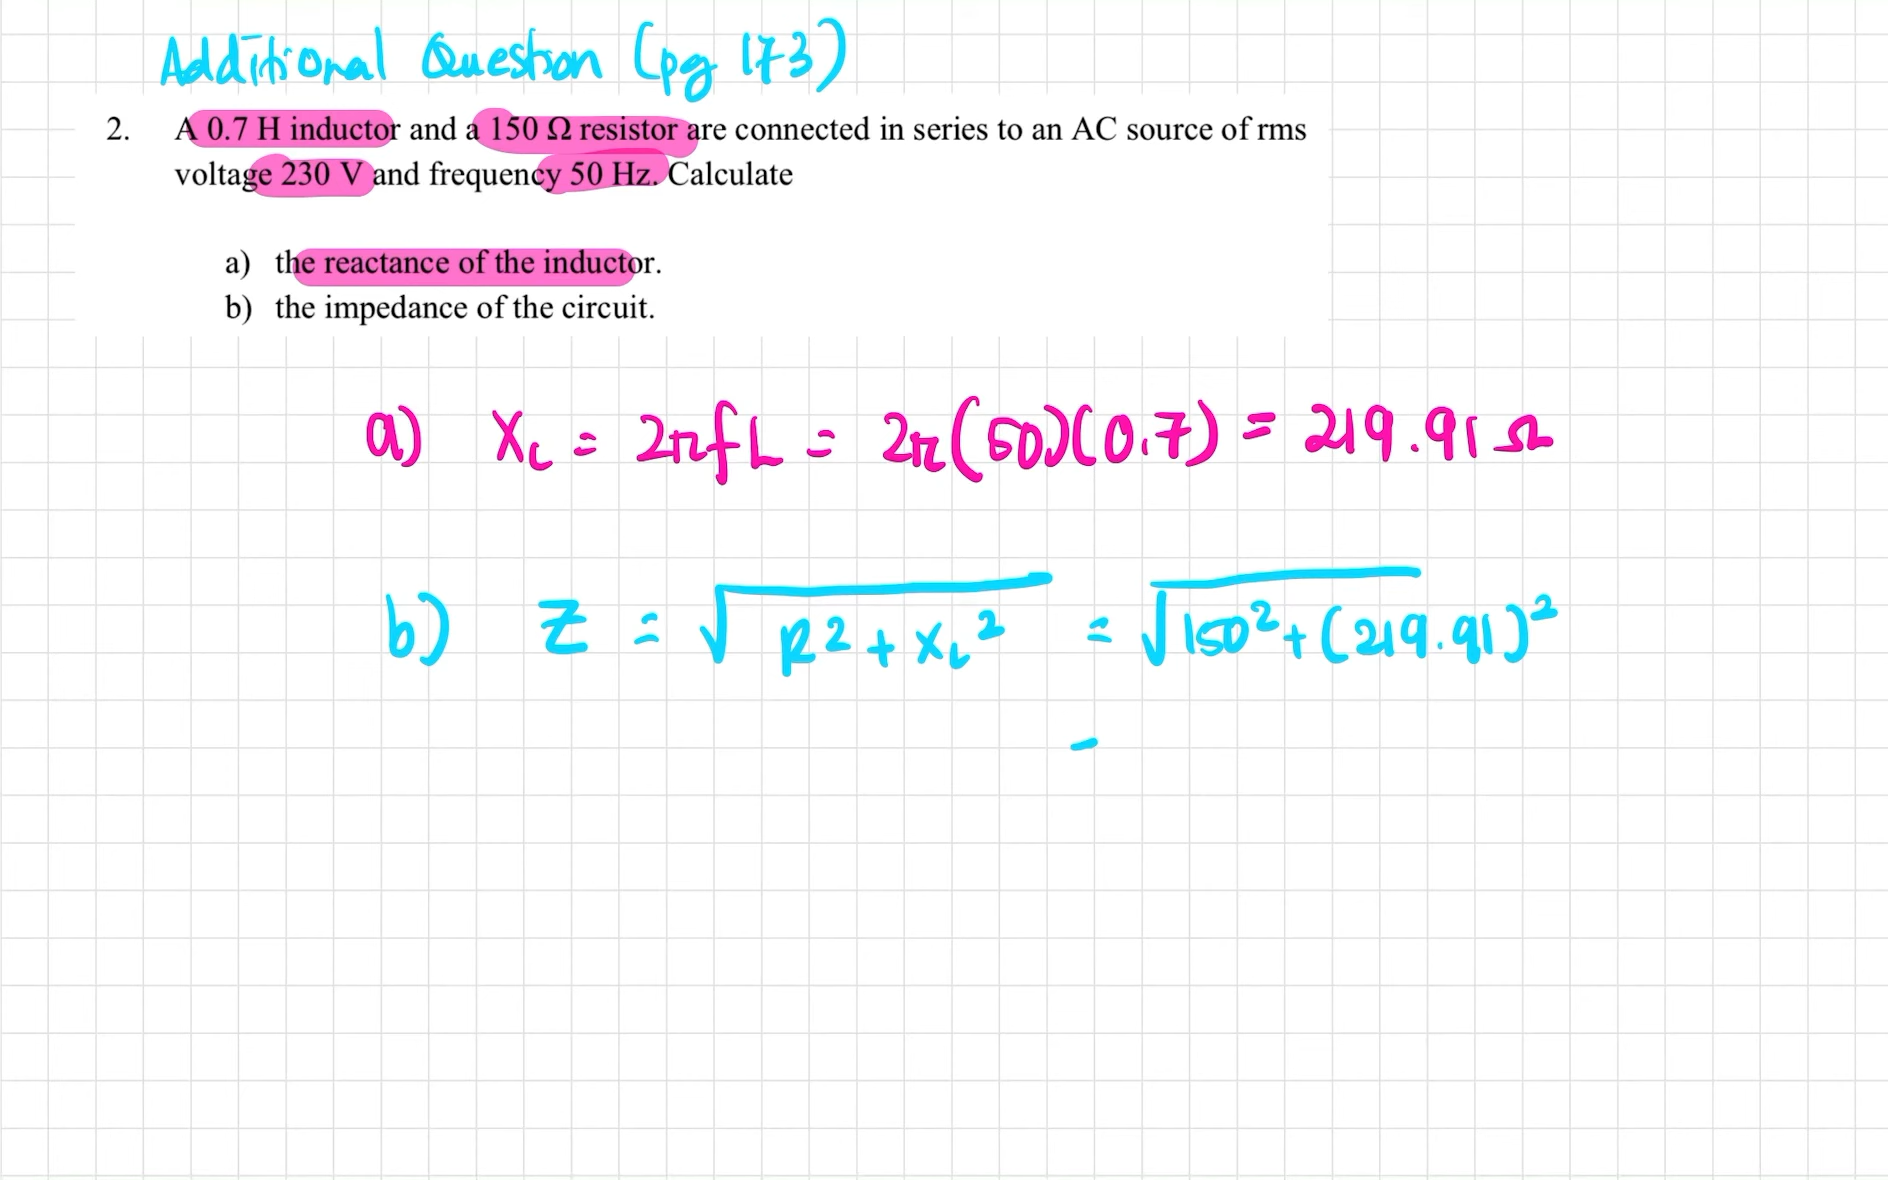 Additional Question (pg 173)
2. A 0.7 H inductor and a 150 Ω resistor are connected in series to an AC source of rms
voltage 230 V and frequency 50 Hz. Calculate
a) the reactance of the inductor.
b) the impedance of the circuit.
a) X_L = 2πfL = 2π(50)(0.7) = 219.91 Ω
b) Z = √(R² + X_L²) = √150² + (219.91)²
-